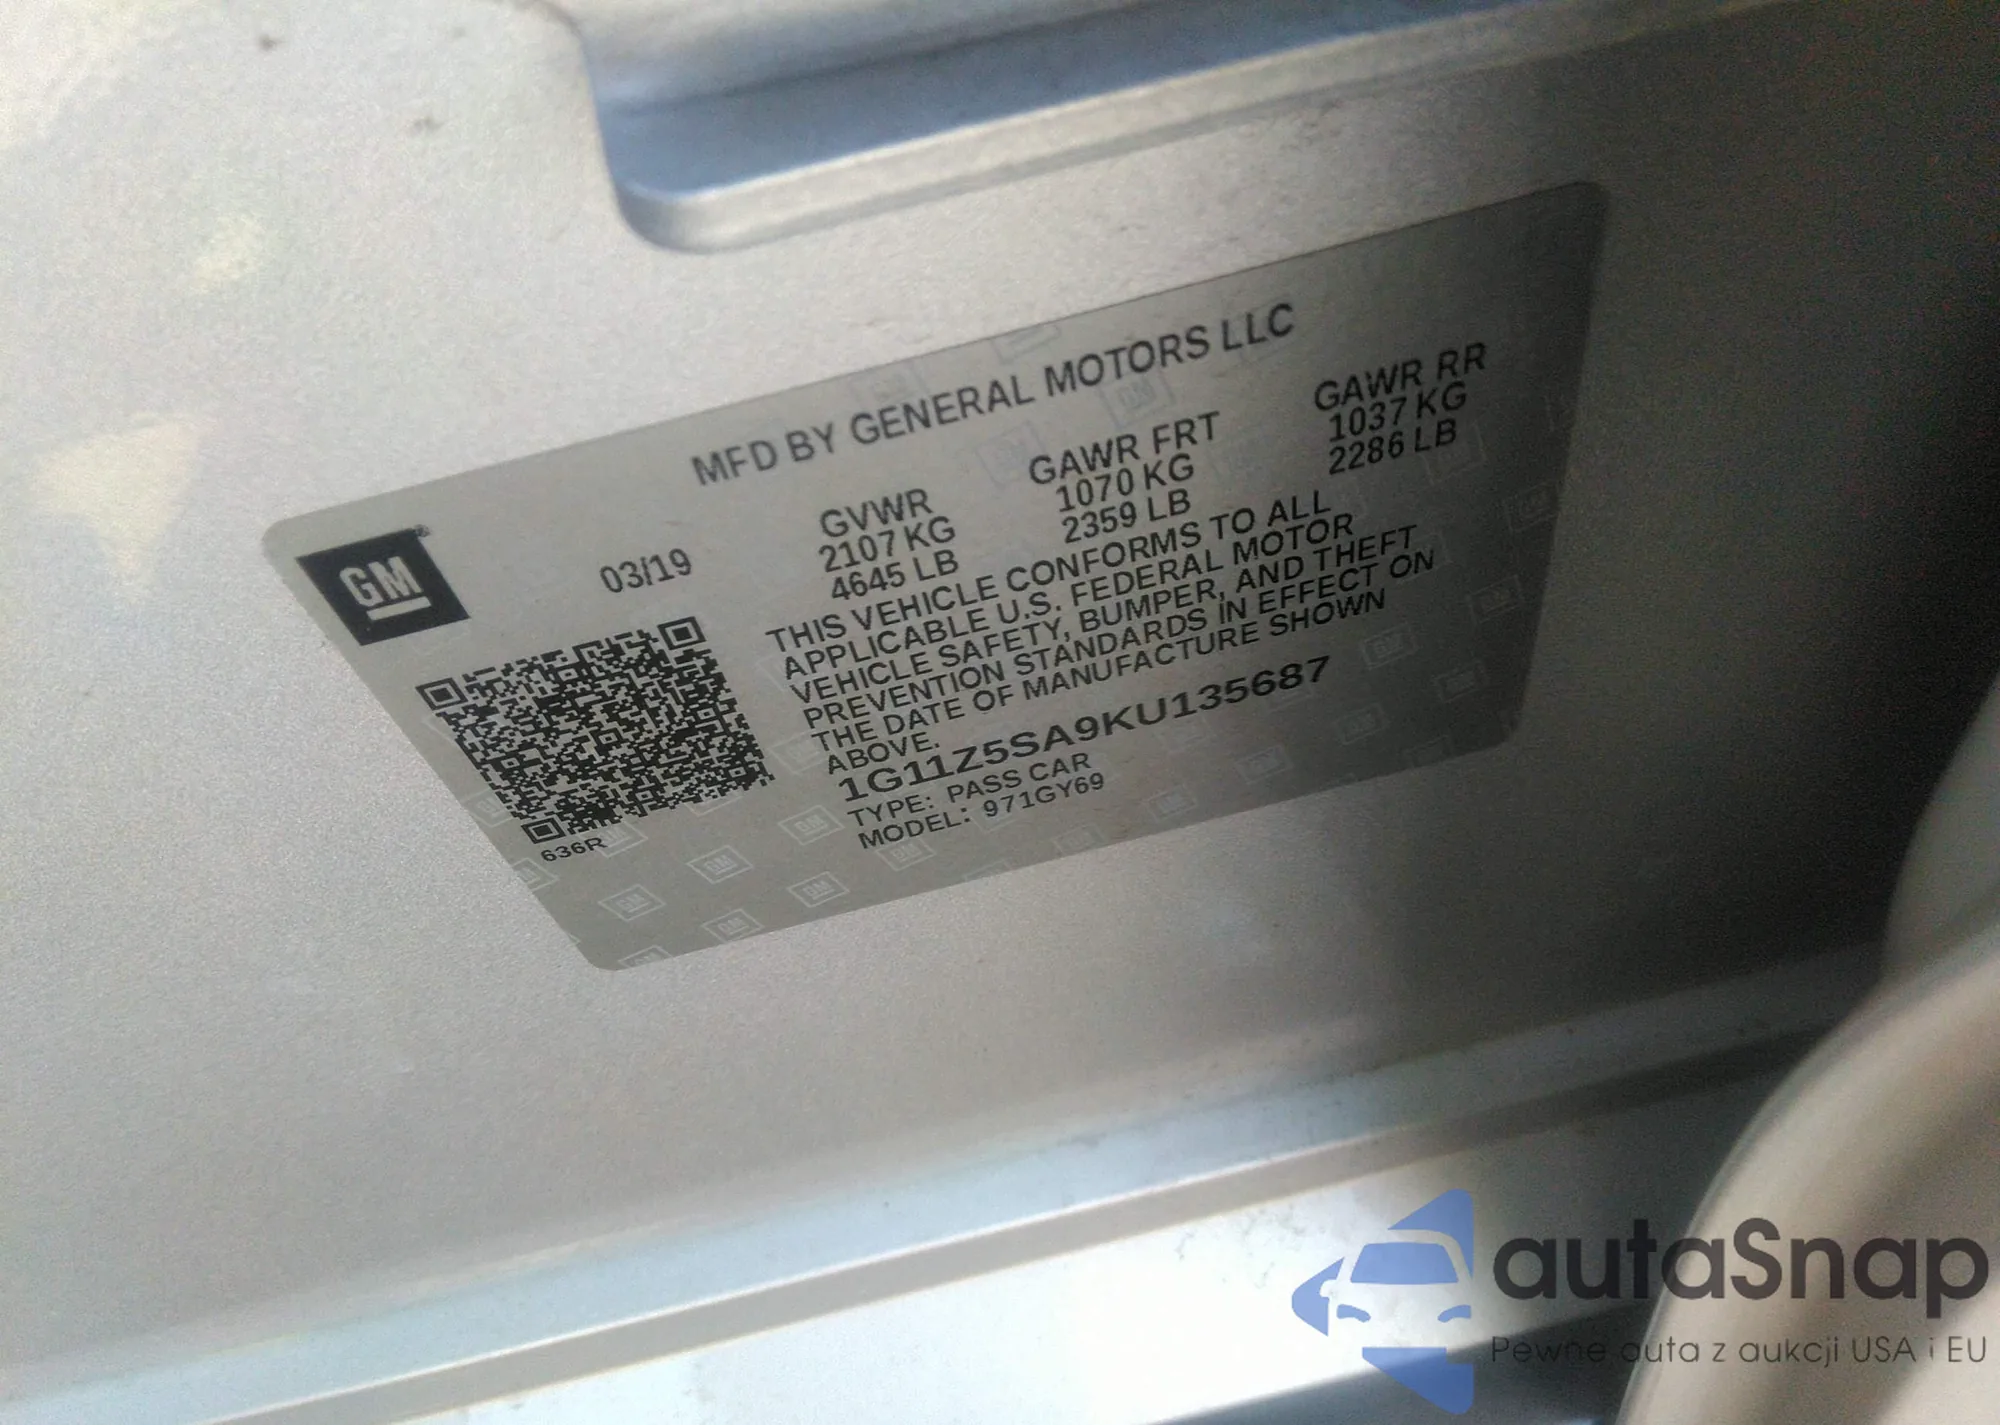 MFD BY GENERAL MOTORS LLC
GM®
03/19
GVWR
2107 KG
4645 LB
GAWR FRT
1070 KG
2359 LB
GAWR RR
1037 KG
2286 LB
THIS VEHICLE CONFORMS TO ALL
APPLICABLE U.S. FEDERAL MOTOR
VEHICLE SAFETY, BUMPER, AND THEFT
PREVENTION STANDARDS IN EFFECT ON
THE DATE OF MANUFACTURE SHOWN
ABOVE.
1G11Z5SA9KU135687
TYPE: PASS CAR
MODEL: 971GY69
636R
autaSnap
Pewne auta z aukcji USA i EU